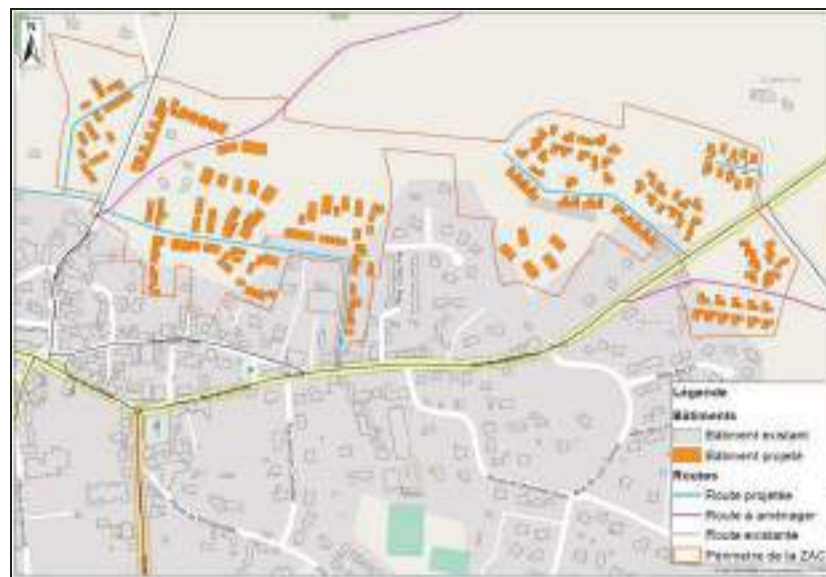 N
Légende
Bâtiments
Bâtiment existant
Bâtiment projeté
Routes
Route projetée
Route à aménager
Route existante
Périmètre de la ZAC